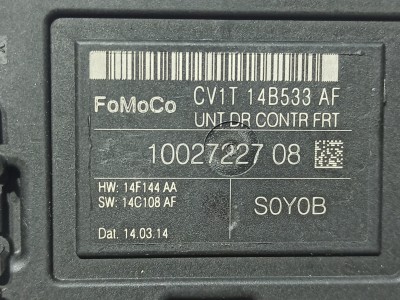 FoMoCo CV1T 14B533 AF
UNT DR CONTR FRT
10027227 08
HW: 14F144 AA
SW: 14C108 AF
S0Y0B
Dat. 14.03.14